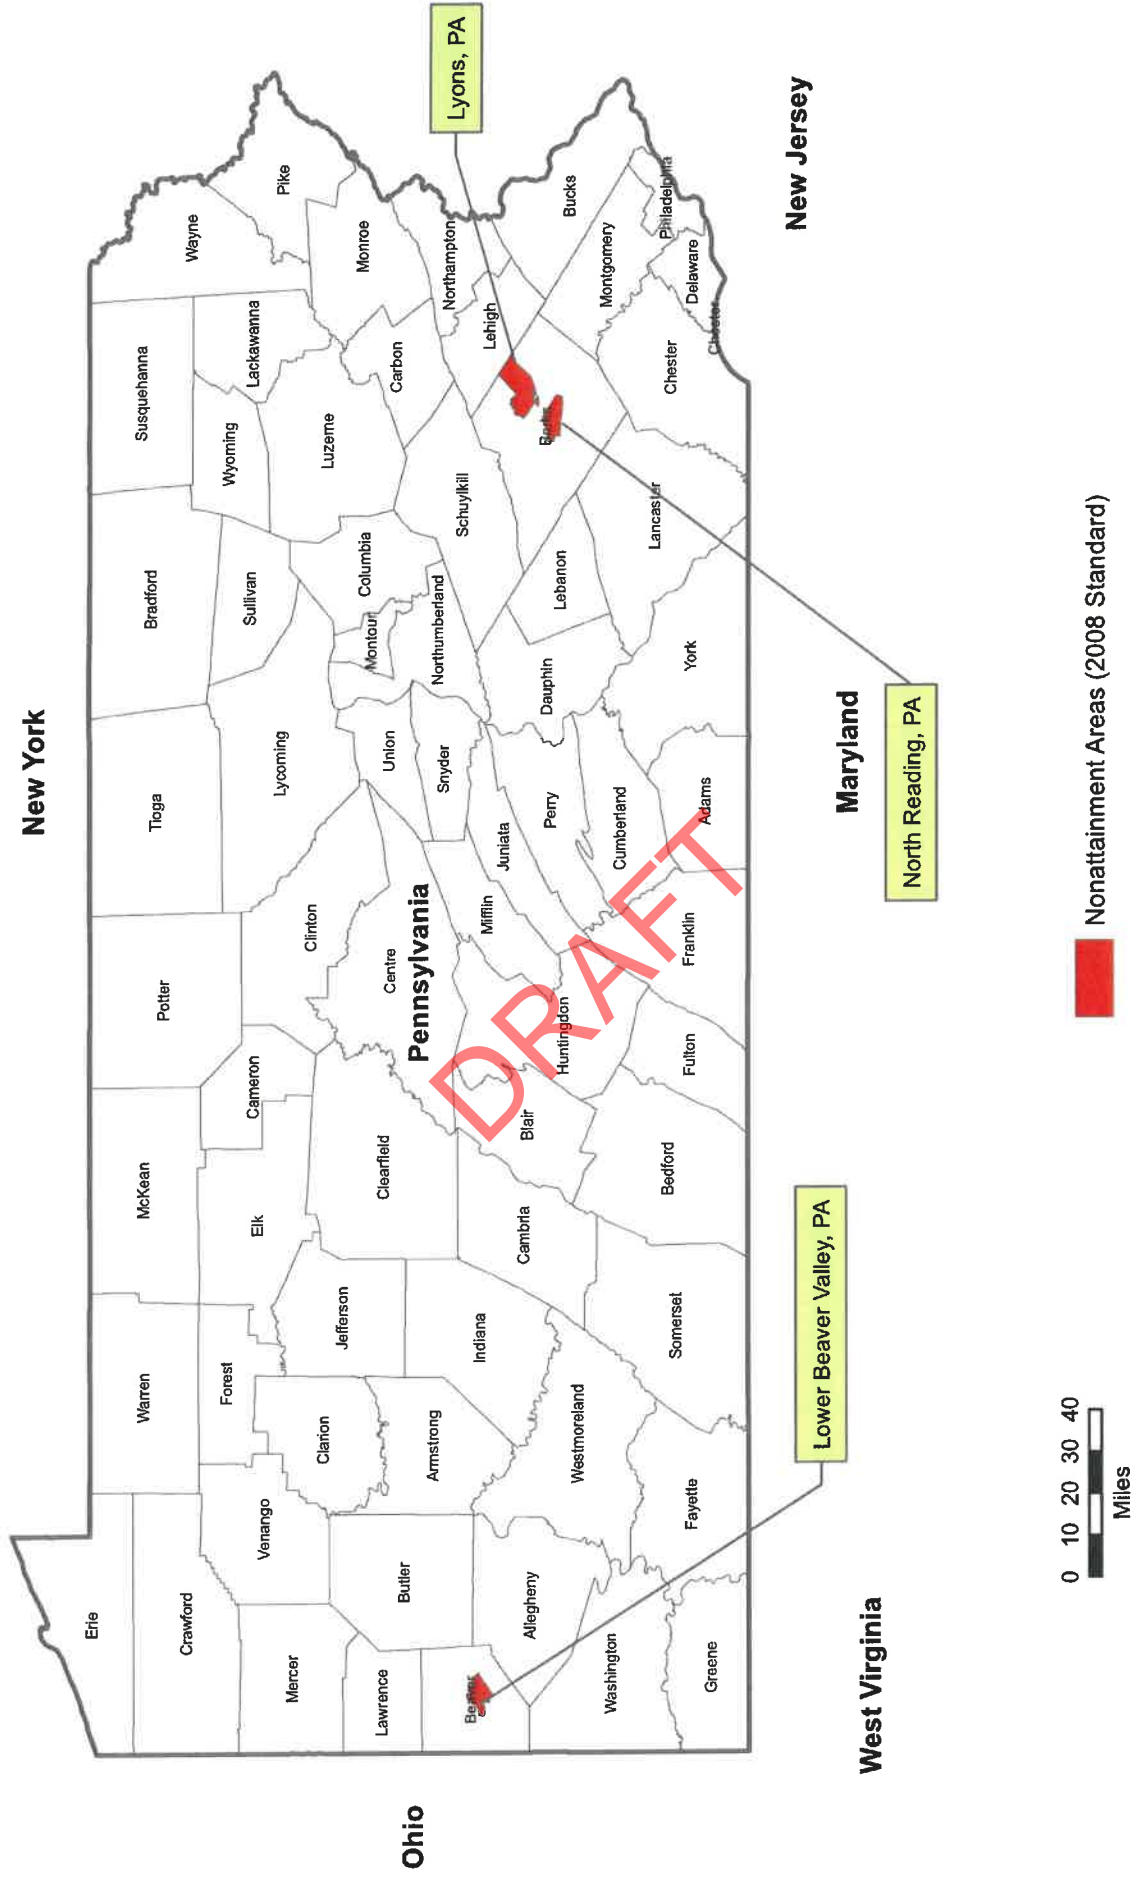 New York
Erie
Crawford
Warren
McKean
Potter
Tioga
Bradford
Susquehanna
Wayne
Wyoming
Lackawanna
Pike
Sullivan
Forest
Elk
Cameron
Venango
Mercer
Clarion
Jefferson
Clinton
Lycoming
Luzerne
Monroe
Columbia
Montour
Carbon
Union
Centre
Clearfield
Pennsylvania
Butler
Lawrence
Armstrong
Snyder
Northumberland
Schuylkill
Northampton
Lehigh
Lyons, PA
Beaver
Indiana
Mifflin
Juniata
Cambria
Blair
Allegheny
Huntingdon
Perry
Dauphin
Lebanon
Berks
Bucks
Montgomery
Westmoreland
Washington
Cumberland
Lancaster
Philadelphia
Delaware
Chester
Chester
Bedford
Somerset
Fayette
Fulton
Franklin
Adams
York
Greene
DRAFT
Ohio
West Virginia
Maryland
New Jersey
Lower Beaver Valley, PA
North Reading, PA
0 10 20 30 40
Miles
Nonattainment Areas (2008 Standard)